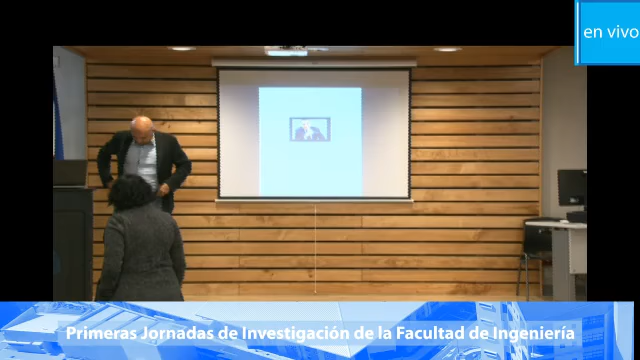 en vivo
Primeras Jornadas de Investigación de la Facultad de Ingeniería